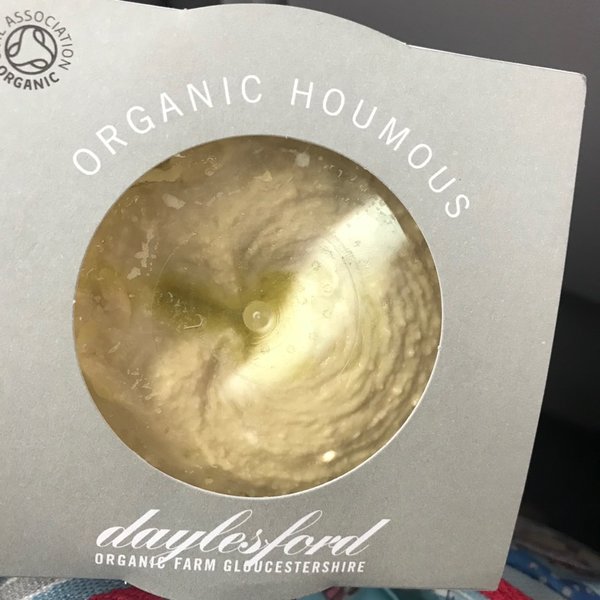 ASSOCIATION
ORGANIC
ORGANIC HOUMOUS
daylesford
ORGANIC FARM GLOUCESTERSHIRE